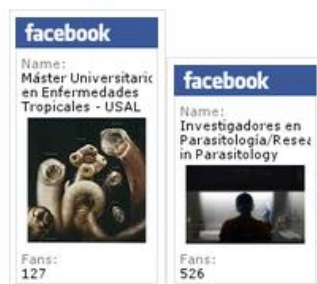 facebook
Name:
Máster Universitario
en Enfermedades
Tropicales - USAL
Fans:
127
facebook
Name:
Investigadores en
Parasitología/Resea
in Parasitology
Fans:
526